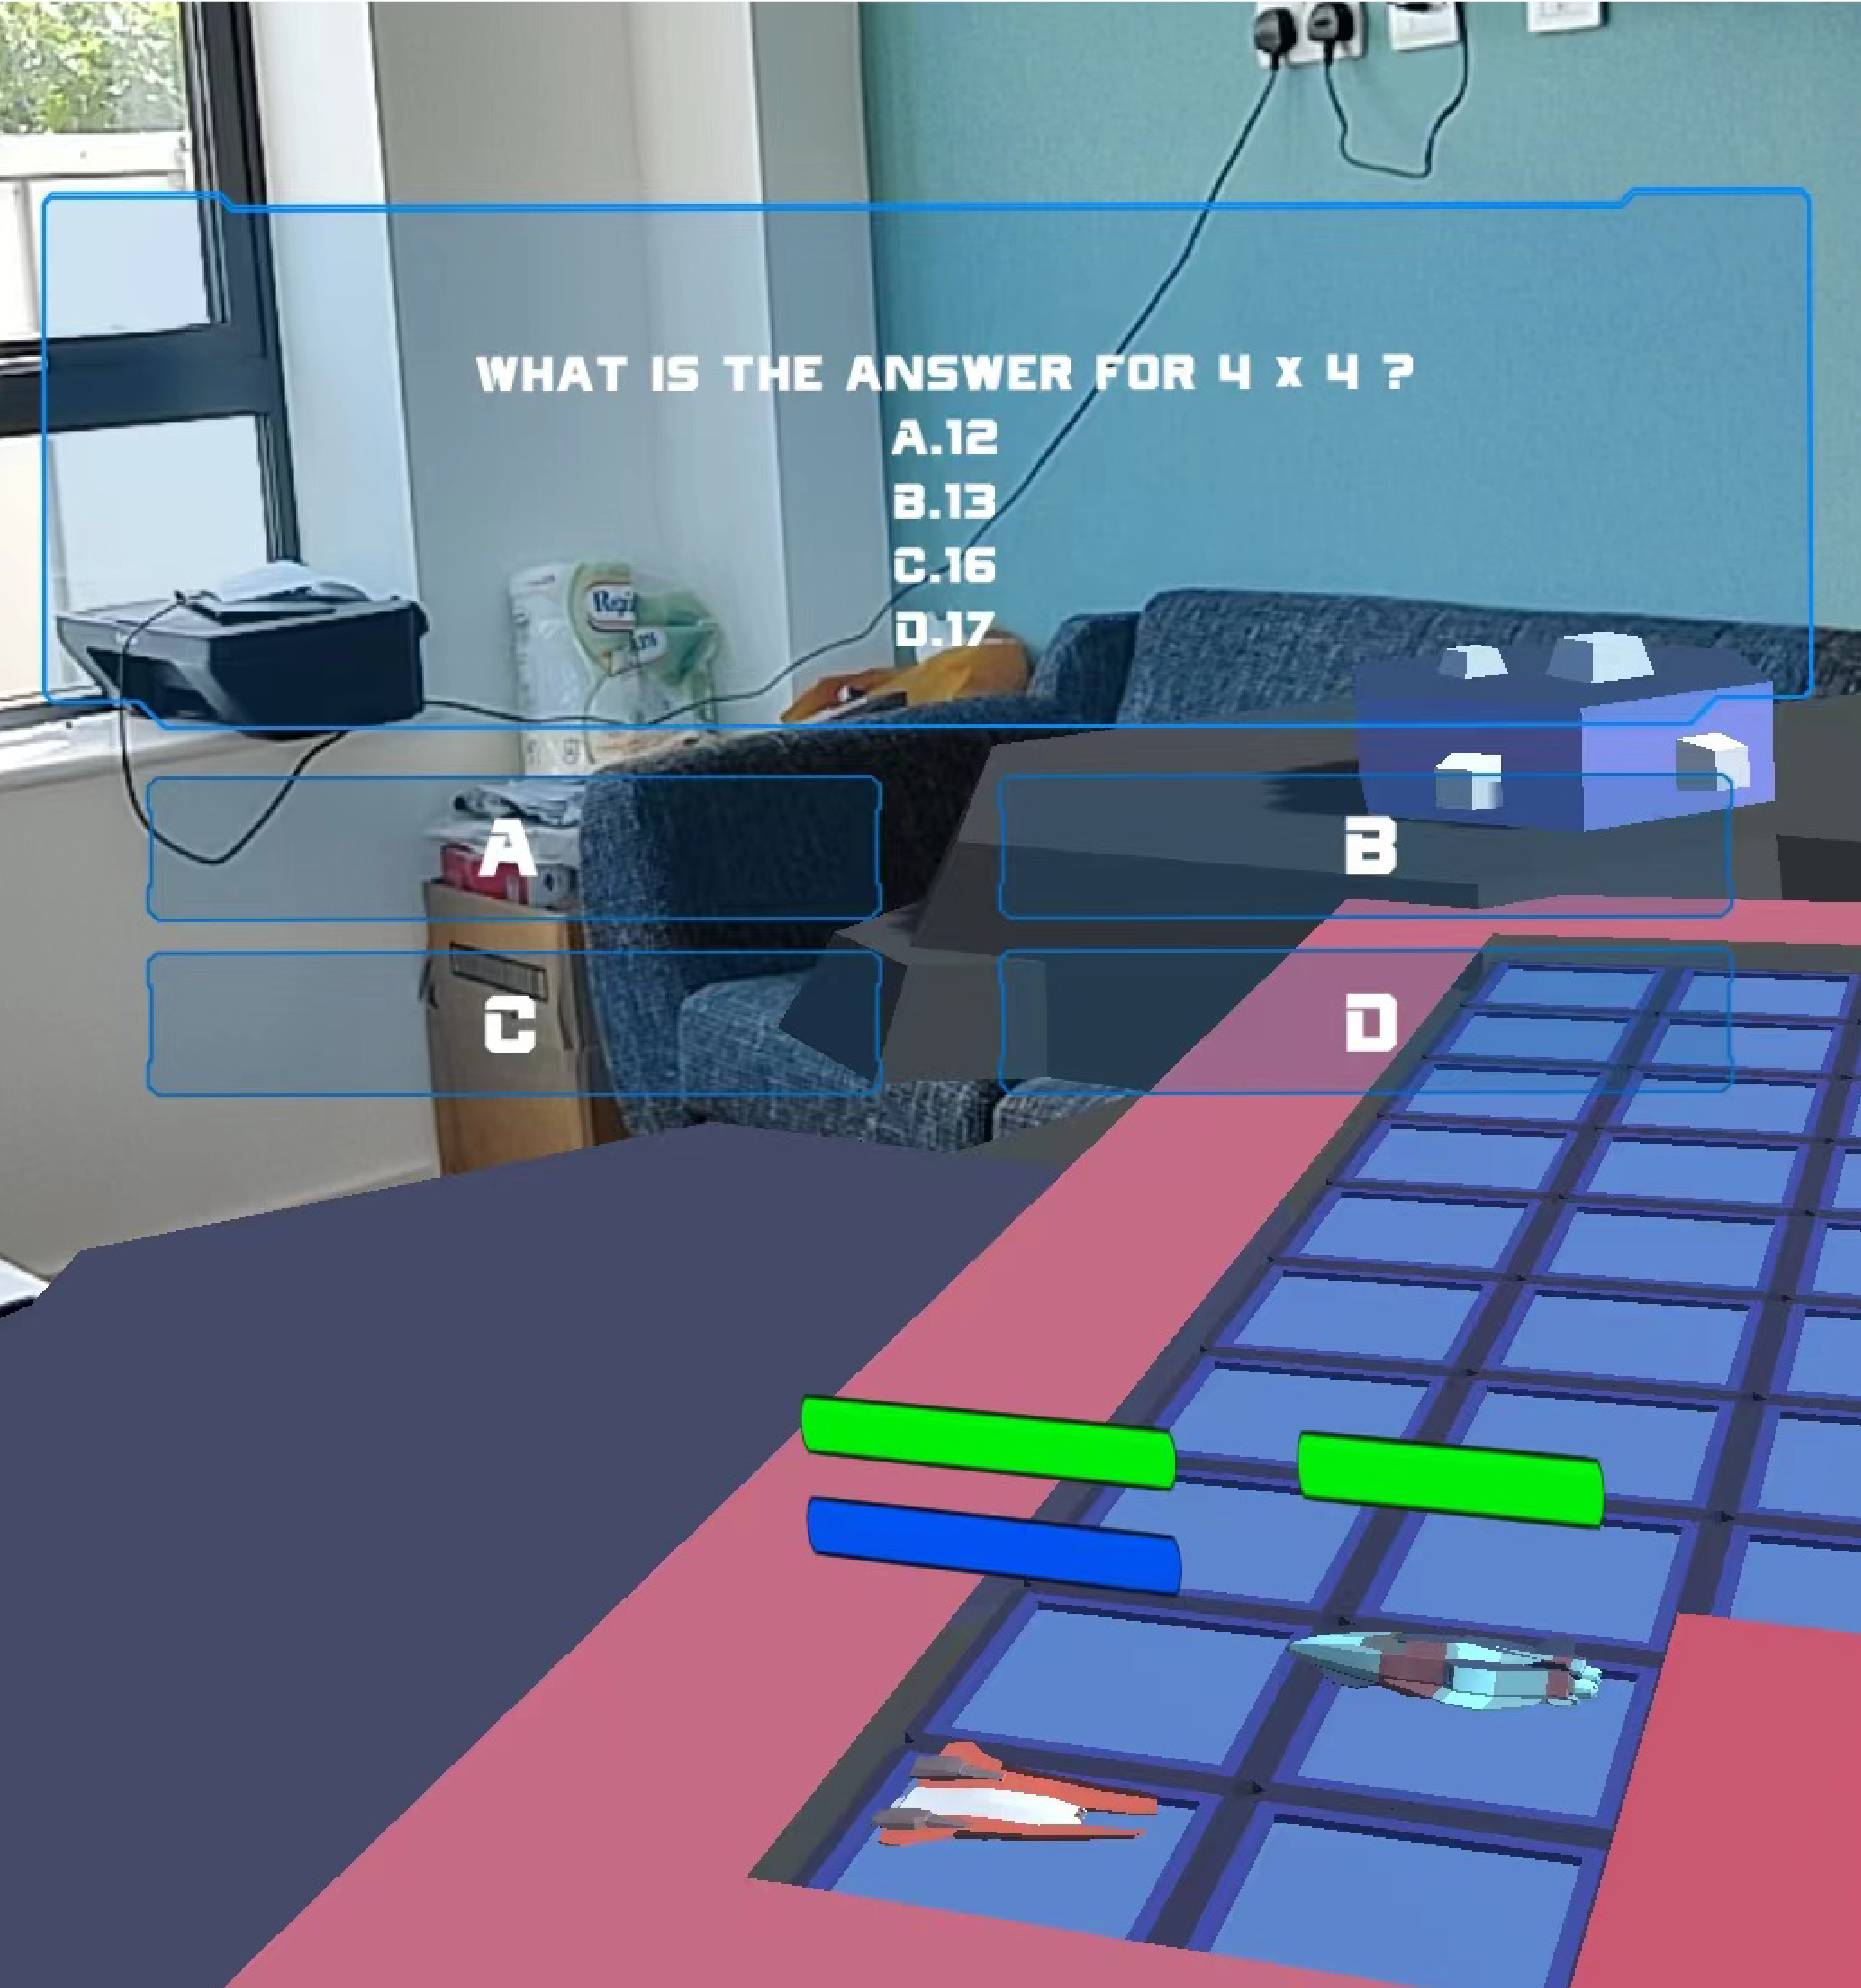 WHAT IS THE ANSWER FOR 4 X 4 ?
A.12
B.13
C.16
D.17
A
B
C
D